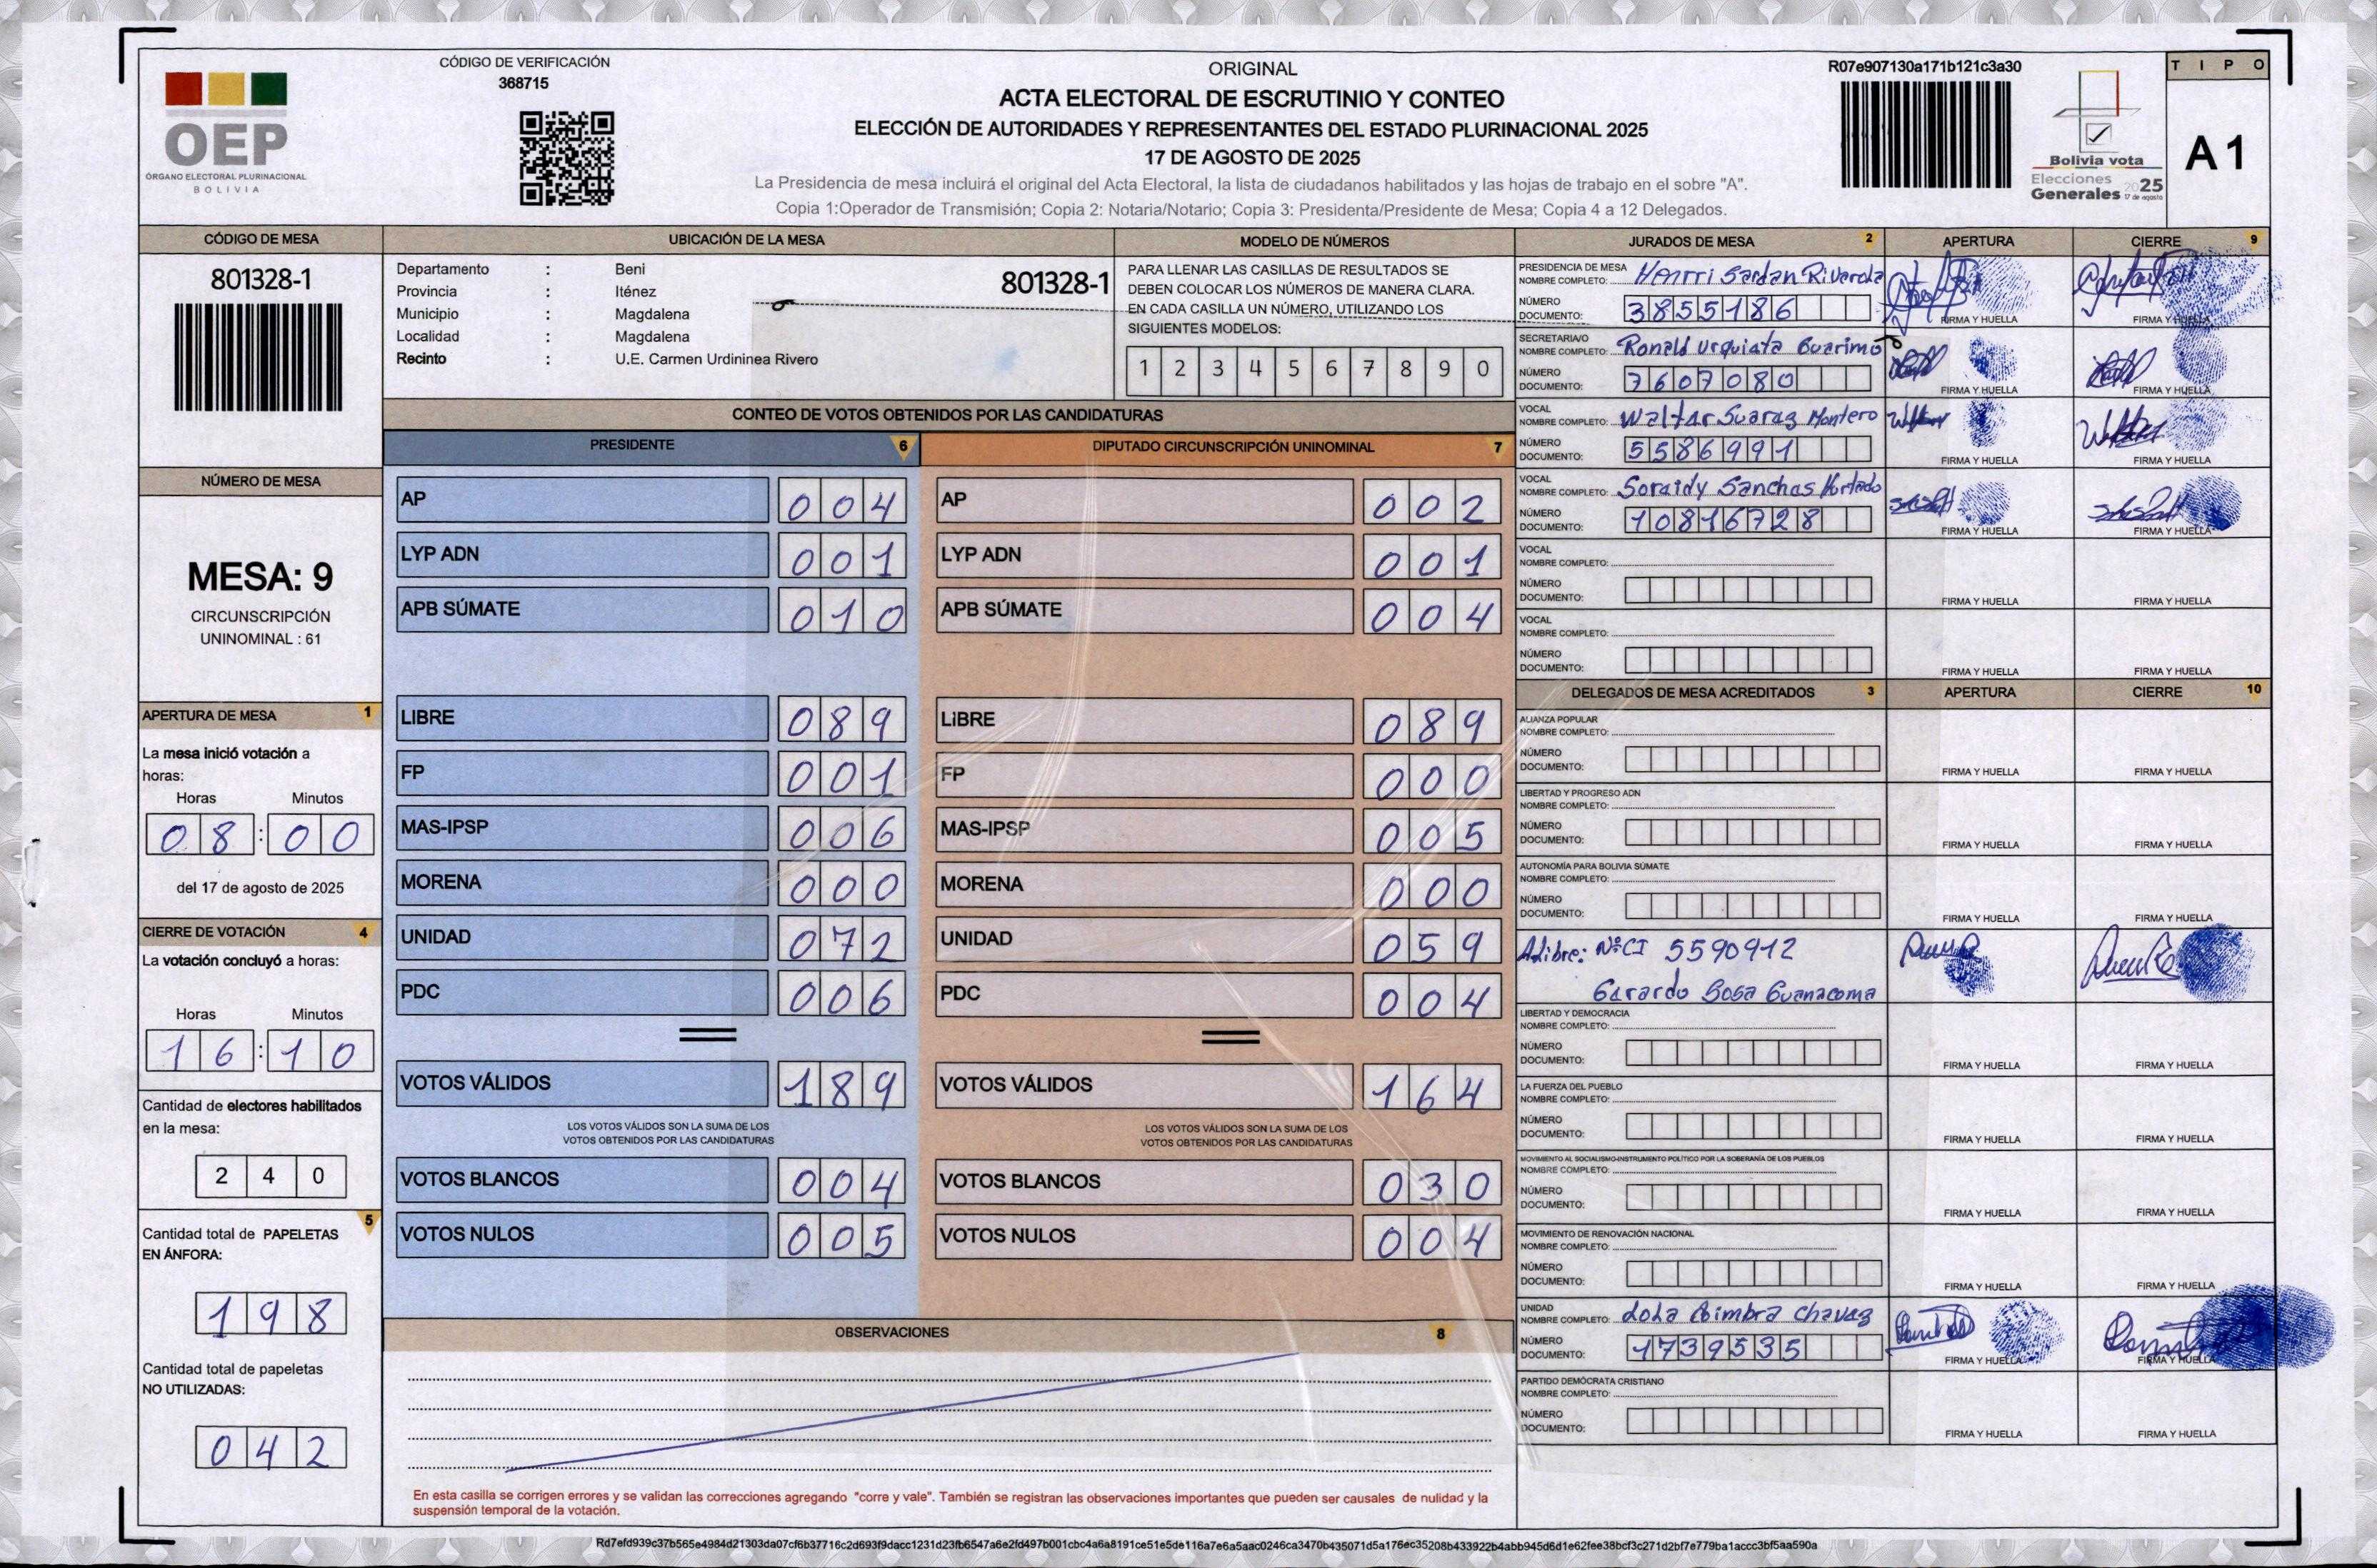 CÓDIGO DE VERIFICACIÓN
368715
OEP
ÓRGANO ELECTORAL PLURINACIONAL
BOLIVIA
ORIGINAL
ACTA ELECTORAL DE ESCRUTINIO Y CONTEO
ELECCIÓN DE AUTORIDADES Y REPRESENTANTES DEL ESTADO PLURINACIONAL 2025
17 DE AGOSTO DE 2025
La Presidencia de mesa incluirá el original del Acta Electoral, la lista de ciudadanos habilitados y las hojas de trabajo en el sobre "A".
Copia 1:Operador de Transmisión; Copia 2: Notaria/Notario; Copia 3: Presidenta/Presidente de Mesa; Copia 4 a 12 Delegados.
R07e907130a171b121c3a30
Bolivia vota
Elecciones
Generales 2025
17 de agosto
TIPO
A 1
CÓDIGO DE MESA
801328-1
NÚMERO DE MESA
MESA: 9
CIRCUNSCRIPCIÓN
UNINOMINAL : 61
APERTURA DE MESA 1
La mesa inició votación a
horas:
Horas Minutos
08:00
del 17 de agosto de 2025
CIERRE DE VOTACIÓN 4
La votación concluyó a horas:
Horas Minutos
16:10
Cantidad de electores habilitados
en la mesa:
240
5
Cantidad total de PAPELETAS
EN ÁNFORA:
198
Cantidad total de papeletas
NO UTILIZADAS:
042
UBICACIÓN DE LA MESA
Departamento : Beni
801328-1
Provincia : Iténez
Municipio : Magdalena
Localidad : Magdalena
Recinto : U.E. Carmen Urdininea Rivero
MODELO DE NÚMEROS
PARA LLENAR LAS CASILLAS DE RESULTADOS SE
DEBEN COLOCAR LOS NÚMEROS DE MANERA CLARA.
EN CADA CASILLA UN NÚMERO, UTILIZANDO LOS
SIGUIENTES MODELOS:
1 2 3 4 5 6 7 8 9 0
CONTEO DE VOTOS OBTENIDOS POR LAS CANDIDATURAS
PRESIDENTE 6
AP 004
LYP ADN 001
APB SÚMATE 010
LIBRE 089
FP 001
MAS-IPSP 006
MORENA 000
UNIDAD 072
PDC 006
VOTOS VÁLIDOS 189
LOS VOTOS VÁLIDOS SON LA SUMA DE LOS
VOTOS OBTENIDOS POR LAS CANDIDATURAS
VOTOS BLANCOS 004
VOTOS NULOS 005
DIPUTADO CIRCUNSCRIPCIÓN UNINOMINAL 7
AP 002
LYP ADN 001
APB SÚMATE 004
LiBRE 089
FP 000
MAS-IPSP 005
MORENA 000
UNIDAD 059
PDC 004
VOTOS VÁLIDOS 164
LOS VOTOS VÁLIDOS SON LA SUMA DE LOS
VOTOS OBTENIDOS POR LAS CANDIDATURAS
VOTOS BLANCOS 030
VOTOS NULOS 004
OBSERVACIONES 8
En esta casilla se corrigen errores y se validan las correcciones agregando "corre y vale". También se registran las observaciones importantes que pueden ser causales de nulidad y la
suspensión temporal de la votación.
JURADOS DE MESA 2 APERTURA CIERRE 9
PRESIDENCIA DE MESA
NOMBRE COMPLETO: Henrri Sardan Riverola
NÚMERO
DOCUMENTO: 3855186
FIRMA Y HUELLA FIRMA Y HUELLA
SECRETARIA/O
NOMBRE COMPLETO: Ronald Urquieta Guarimo
NÚMERO
DOCUMENTO: 7607080
FIRMA Y HUELLA FIRMA Y HUELLA
VOCAL
NOMBRE COMPLETO: Walter Suarez Montero
NÚMERO
DOCUMENTO: 5586991
FIRMA Y HUELLA FIRMA Y HUELLA
VOCAL
NOMBRE COMPLETO: Soraidy Sanchas Hurtado
NÚMERO
DOCUMENTO: 10816728
FIRMA Y HUELLA FIRMA Y HUELLA
VOCAL
NOMBRE COMPLETO:
NÚMERO
DOCUMENTO:
FIRMA Y HUELLA FIRMA Y HUELLA
VOCAL
NOMBRE COMPLETO:
NÚMERO
DOCUMENTO:
FIRMA Y HUELLA FIRMA Y HUELLA
DELEGADOS DE MESA ACREDITADOS 3 APERTURA CIERRE 10
ALIANZA POPULAR
NOMBRE COMPLETO:
NÚMERO
DOCUMENTO:
FIRMA Y HUELLA FIRMA Y HUELLA
LIBERTAD Y PROGRESO ADN
NOMBRE COMPLETO:
NÚMERO
DOCUMENTO:
FIRMA Y HUELLA FIRMA Y HUELLA
AUTONOMÍA PARA BOLIVIA SÚMATE
NOMBRE COMPLETO:
NÚMERO
DOCUMENTO:
FIRMA Y HUELLA FIRMA Y HUELLA
A.Libre: NºCI 5590912
Gerardo Sosa Guanacoma
LIBERTAD Y DEMOCRACIA
NOMBRE COMPLETO:
NÚMERO
DOCUMENTO:
FIRMA Y HUELLA FIRMA Y HUELLA
LA FUERZA DEL PUEBLO
NOMBRE COMPLETO:
NÚMERO
DOCUMENTO:
FIRMA Y HUELLA FIRMA Y HUELLA
MOVIMIENTO AL SOCIALISMO-INSTRUMENTO POLÍTICO POR LA SOBERANÍA DE LOS PUEBLOS
NOMBRE COMPLETO:
NÚMERO
DOCUMENTO:
FIRMA Y HUELLA FIRMA Y HUELLA
MOVIMIENTO DE RENOVACIÓN NACIONAL
NOMBRE COMPLETO:
NÚMERO
DOCUMENTO:
FIRMA Y HUELLA FIRMA Y HUELLA
UNIDAD
NOMBRE COMPLETO: Lola Coimbra Chavez
NÚMERO
DOCUMENTO: 1739535
FIRMA Y HUELLA FIRMA Y HUELLA
PARTIDO DEMÓCRATA CRISTIANO
NOMBRE COMPLETO:
NÚMERO
DOCUMENTO:
FIRMA Y HUELLA FIRMA Y HUELLA